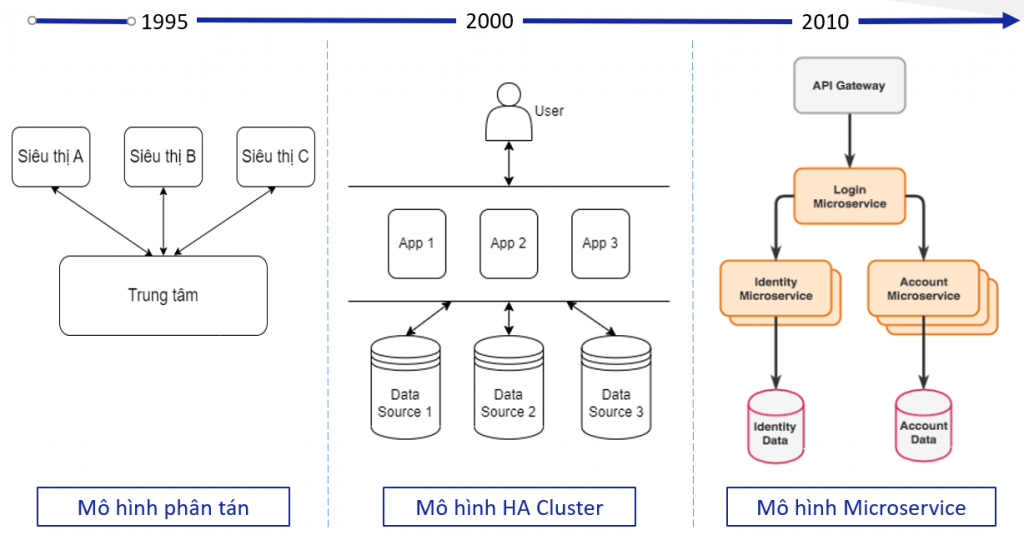 1995
2000
2010
Siêu thị A
Siêu thị B
Siêu thị C
Trung tâm
Mô hình phân tán
User
App 1
App 2
App 3
Data
Source 1
Data
Source 2
Data
Source 3
Mô hình HA Cluster
API Gateway
Login
Microservice
Identity
Microservice
Account
Microservice
Identity
Data
Account
Data
Mô hình Microservice